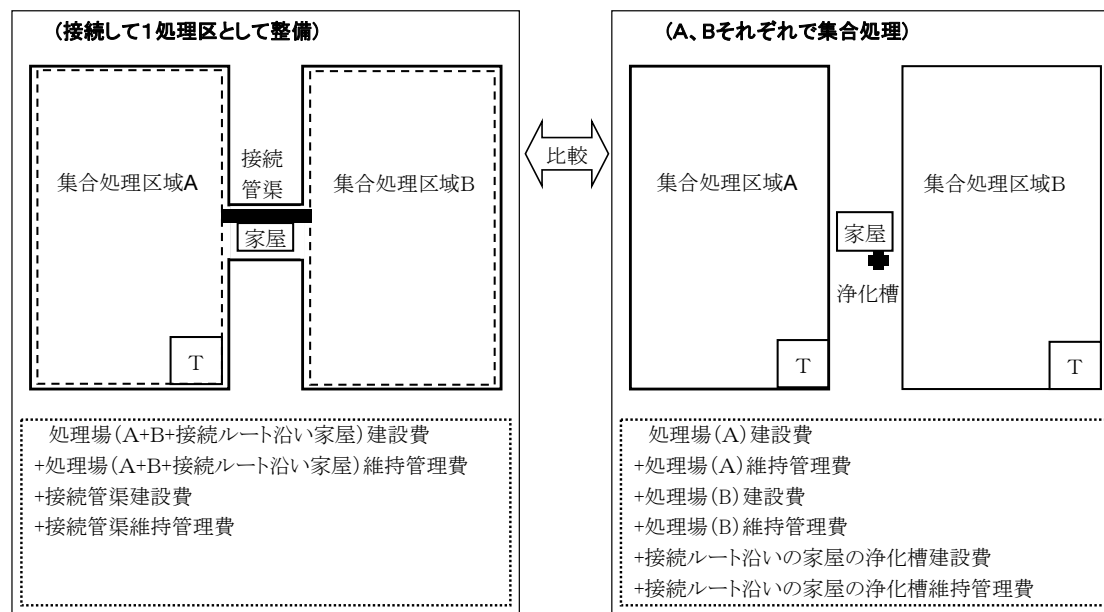 (接続して1処理区として整備)
集合処理区域A
接続
管渠
家屋
集合処理区域B
T
処理場(A+B+接続ルート沿い家屋)建設費
+処理場(A+B+接続ルート沿い家屋)維持管理費
+接続管渠建設費
+接続管渠維持管理費
比較
(A、Bそれぞれで集合処理)
集合処理区域A
家屋
浄化槽
集合処理区域B
T
T
処理場(A)建設費
+処理場(A)維持管理費
+処理場(B)建設費
+処理場(B)維持管理費
+接続ルート沿いの家屋の浄化槽建設費
+接続ルート沿いの家屋の浄化槽維持管理費